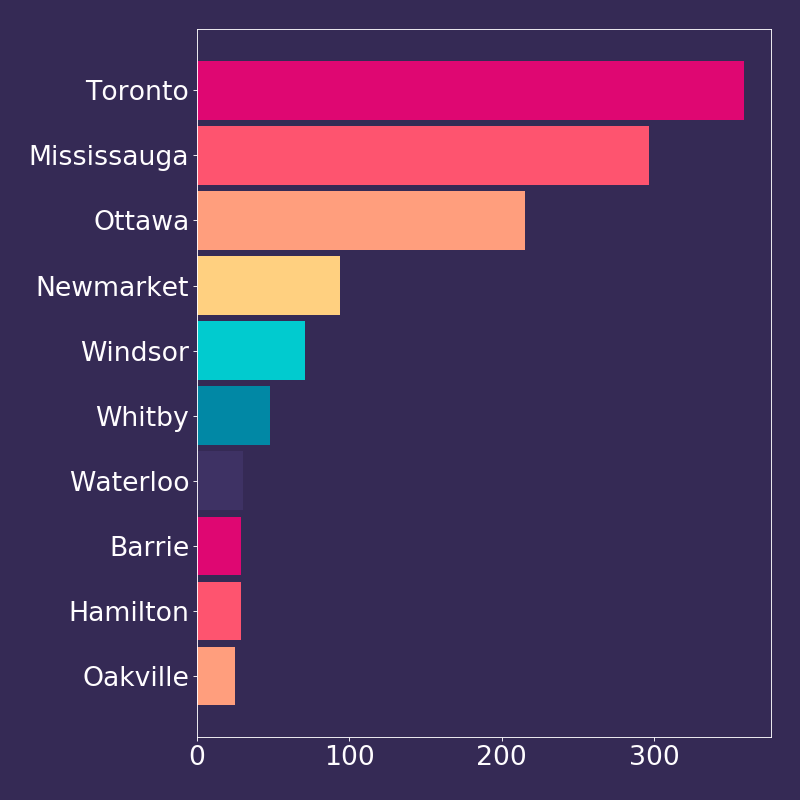 Toronto
Mississauga
Ottawa
Newmarket
Windsor
Whitby
Waterloo
Barrie
Hamilton
Oakville
0 100 200 300